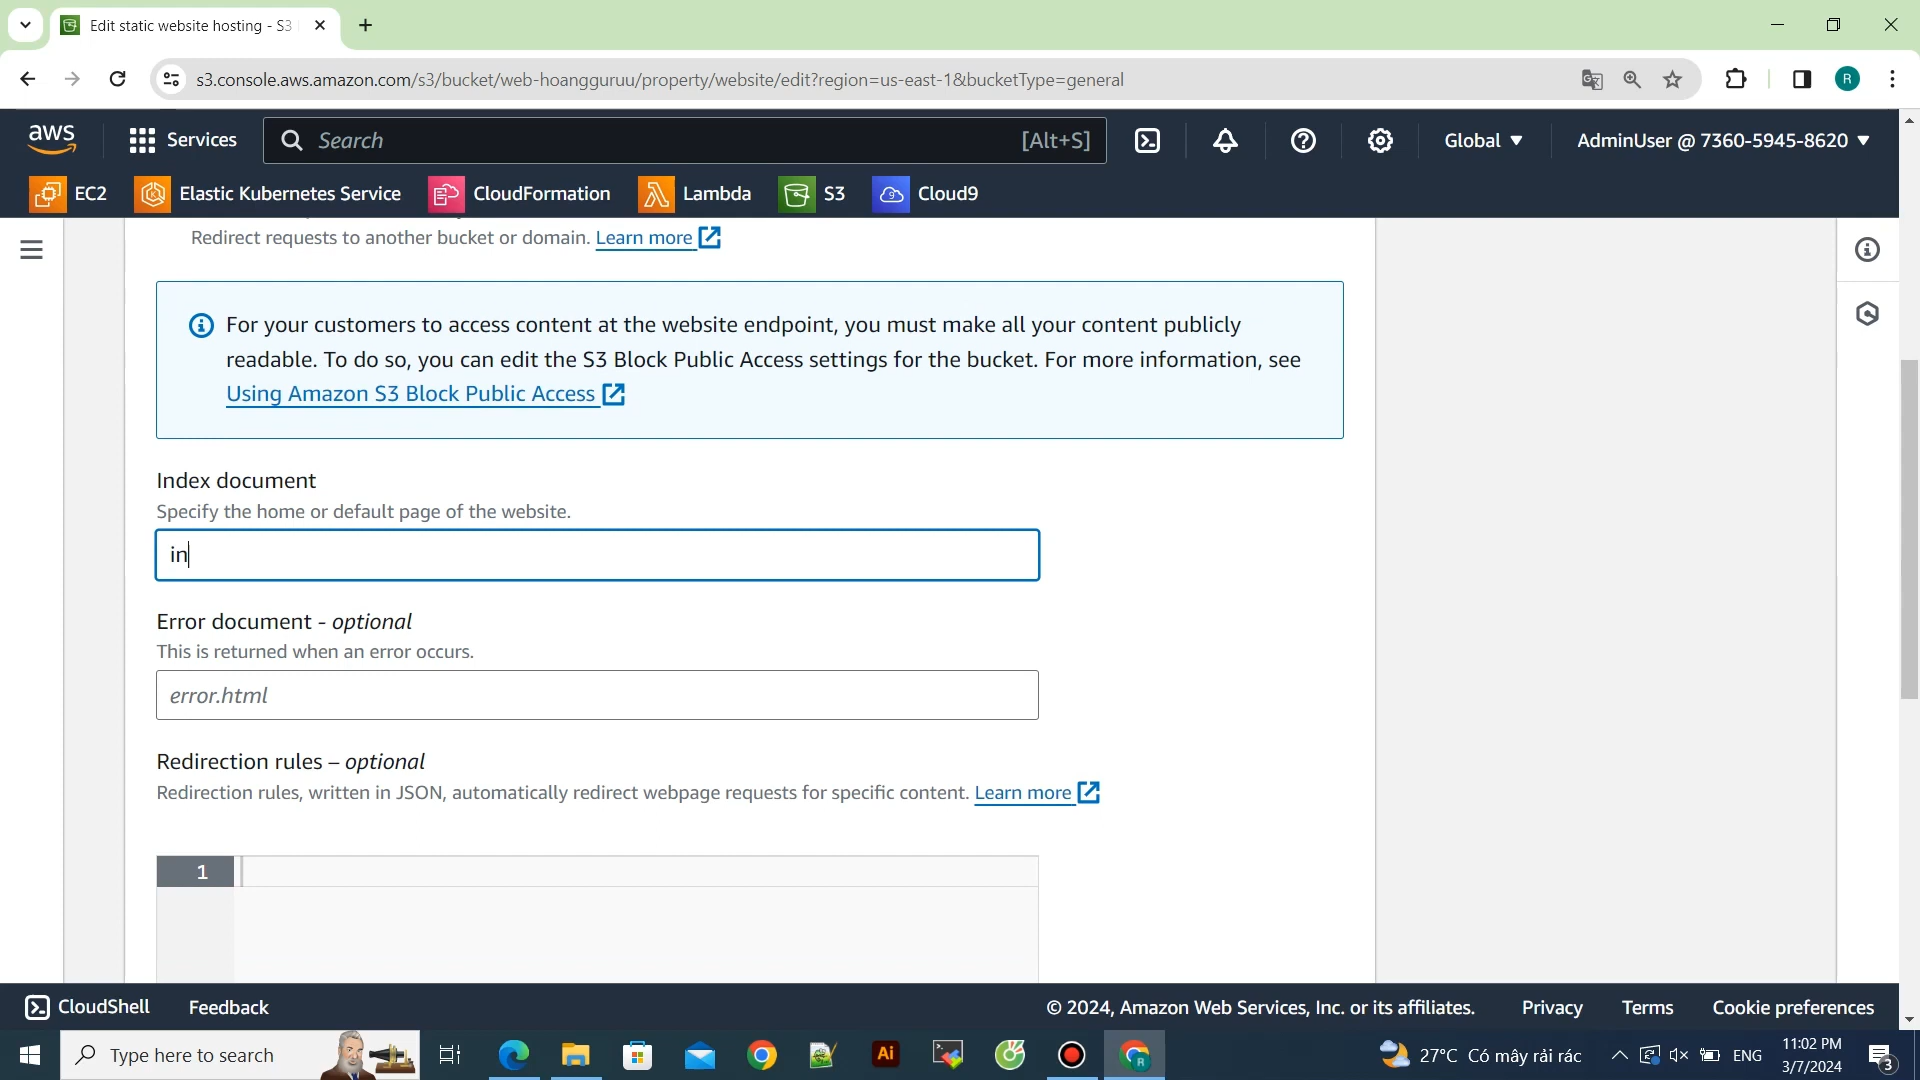 Edit static website hosting - S3
s3.console.aws.amazon.com/s3/bucket/web-hoangguruu/property/website/edit?region=us-east-1&bucketType=general
R
aws
Services
Search
[Alt+S]
Global
AdminUser @ 7360-5945-8620
EC2
Elastic Kubernetes Service
CloudFormation
Lambda
S3
Cloud9
Redirect requests to another bucket or domain. Learn more
For your customers to access content at the website endpoint, you must make all your content publicly
readable. To do so, you can edit the S3 Block Public Access settings for the bucket. For more information, see
Using Amazon S3 Block Public Access
Index document
Specify the home or default page of the website.
in
Error document - optional
This is returned when an error occurs.
error.html
Redirection rules – optional
Redirection rules, written in JSON, automatically redirect webpage requests for specific content. Learn more
1
CloudShell
Feedback
© 2024, Amazon Web Services, Inc. or its affiliates.
Privacy
Terms
Cookie preferences
Type here to search
Ai
R
27°C Có mây rải rác
ENG
11:02 PM
3/7/2024
3